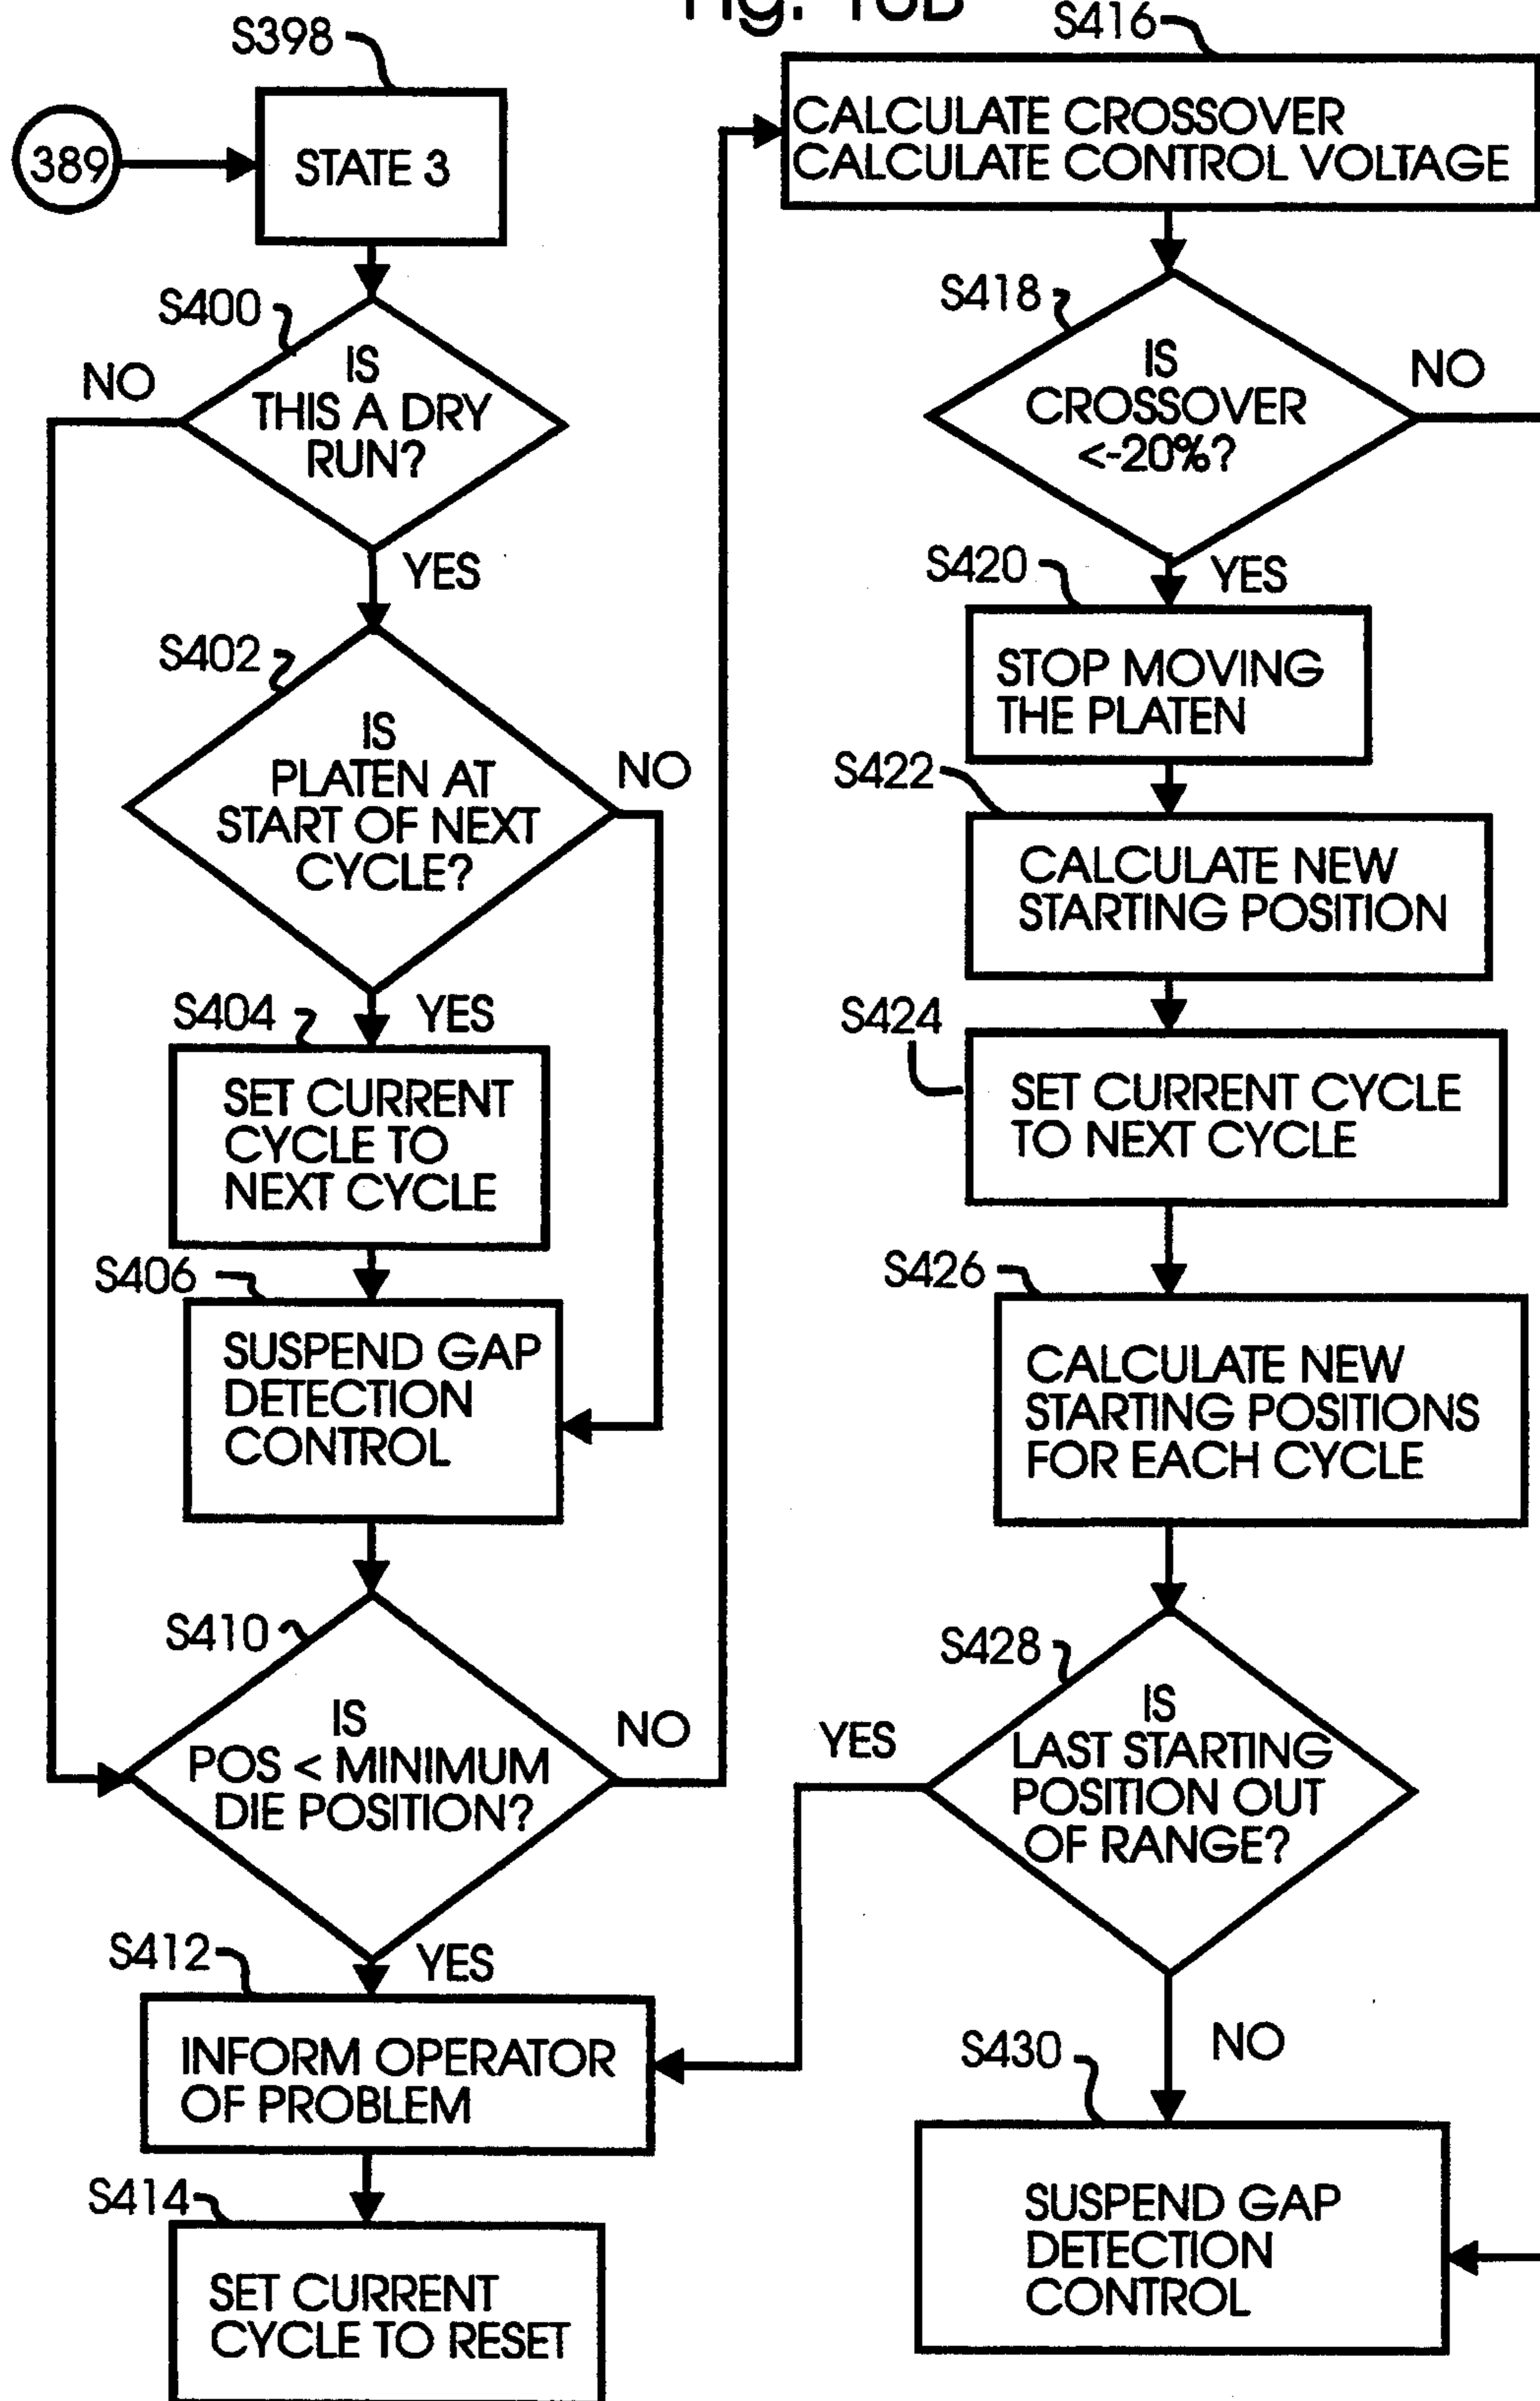 S398
389
STATE 3
S400
IS
THIS A DRY
RUN?
NO
YES
S402
IS
PLATEN AT
START OF NEXT
CYCLE?
NO
YES
S404
SET CURRENT
CYCLE TO
NEXT CYCLE
S406
SUSPEND GAP
DETECTION
CONTROL
S410
IS
POS < MINIMUM
DIE POSITION?
NO
YES
S412
INFORM OPERATOR
OF PROBLEM
S414
SET CURRENT
CYCLE TO RESET
S416
CALCULATE CROSSOVER
CALCULATE CONTROL VOLTAGE
S418
IS
CROSSOVER
<-20%?
NO
YES
S420
STOP MOVING
THE PLATEN
S422
CALCULATE NEW
STARTING POSITION
S424
SET CURRENT CYCLE
TO NEXT CYCLE
S426
CALCULATE NEW
STARTING POSITIONS
FOR EACH CYCLE
S428
IS
LAST STARTING
POSITION OUT
OF RANGE?
YES
NO
S430
SUSPEND GAP
DETECTION
CONTROL